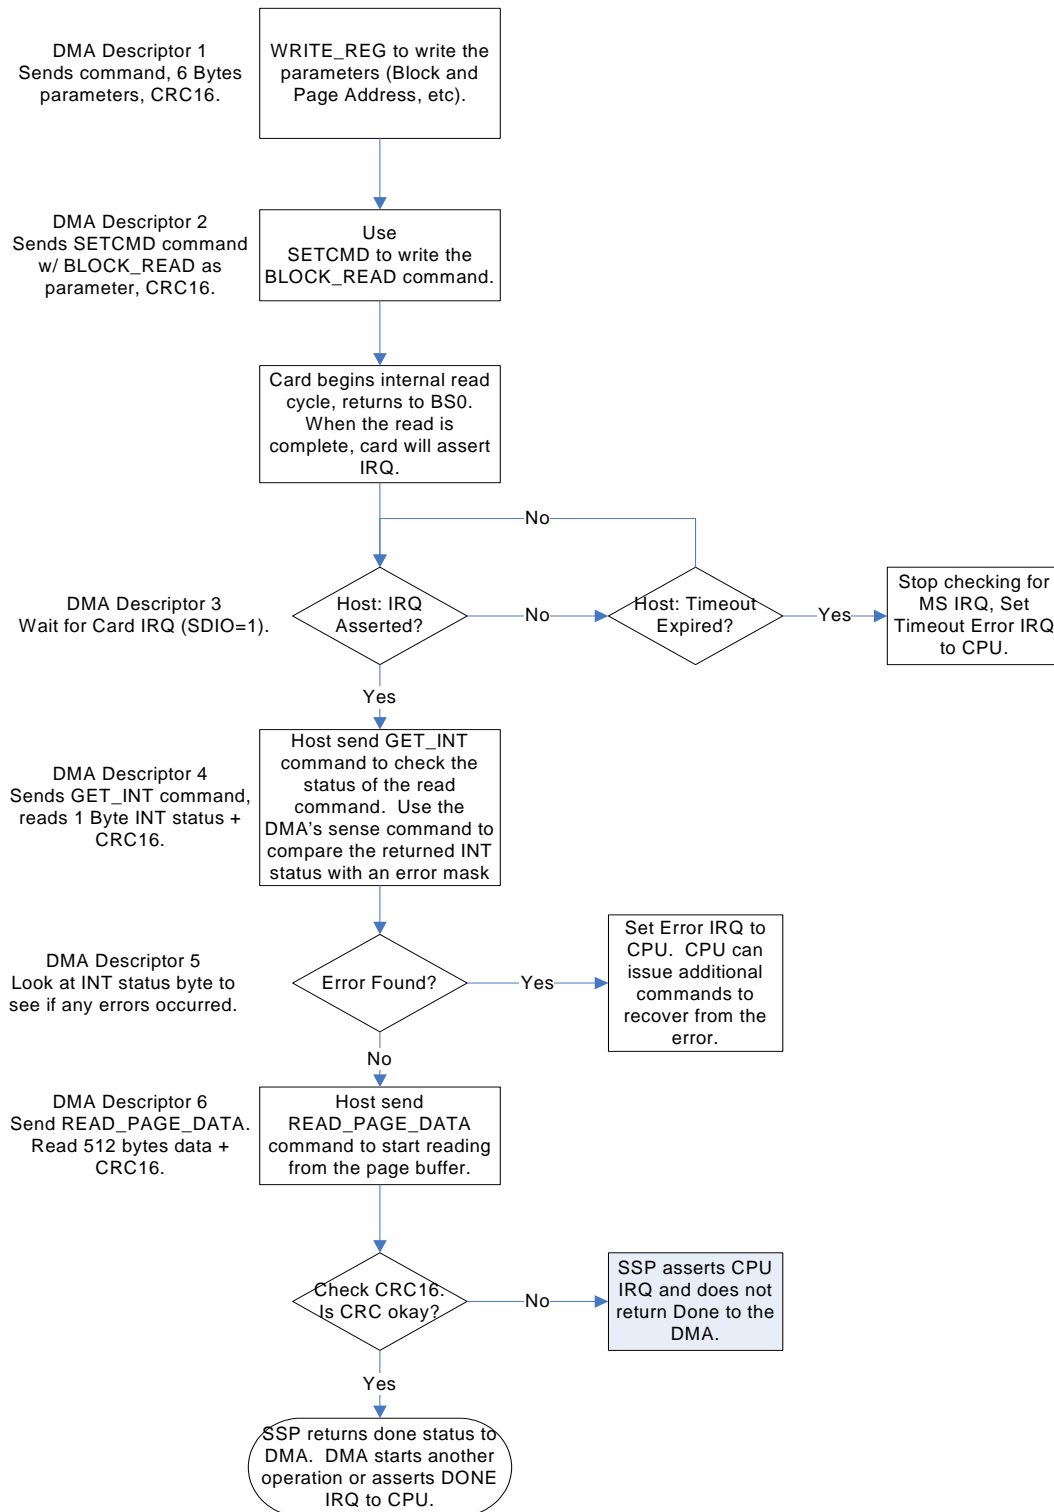 DMA Descriptor 1
Sends command, 6 Bytes
parameters, CRC16.
WRITE_REG to write the
parameters (Block and
Page Address, etc).
DMA Descriptor 2
Sends SETCMD command
w/ BLOCK_READ as
parameter, CRC16.
Use
SETCMD to write the
BLOCK_READ command.
Card begins internal read
cycle, returns to BS0.
When the read is
complete, card will assert
IRQ.
No
DMA Descriptor 3
Wait for Card IRQ (SDIO=1).
Host: IRQ
Asserted?
No
Host: Timeout
Expired?
Yes
Stop checking for
MS IRQ, Set
Timeout Error IRQ
to CPU.
Yes
DMA Descriptor 4
Sends GET_INT command,
reads 1 Byte INT status +
CRC16.
Host send GET_INT
command to check the
status of the read
command.  Use the
DMA's sense command to
compare the returned INT
status with an error mask
DMA Descriptor 5
Look at INT status byte to
see if any errors occurred.
Error Found?
Yes
Set Error IRQ to
CPU.  CPU can
issue additional
commands to
recover from the
error.
No
DMA Descriptor 6
Send READ_PAGE_DATA.
Read 512 bytes data +
CRC16.
Host send
READ_PAGE_DATA
command to start reading
from the page buffer.
Check CRC16.
Is CRC okay?
No
SSP asserts CPU
IRQ and does not
return Done to the
DMA.
Yes
SSP returns done status to
DMA.  DMA starts another
operation or asserts DONE
IRQ to CPU.